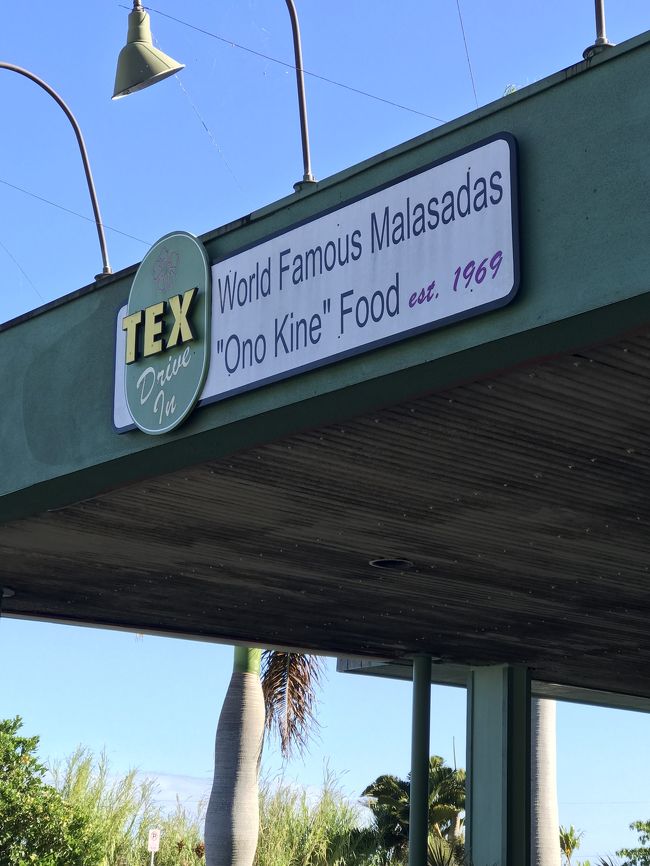 TEX
Drive
In
World Famous Malasadas
"Ono Kine" Food est. 1969